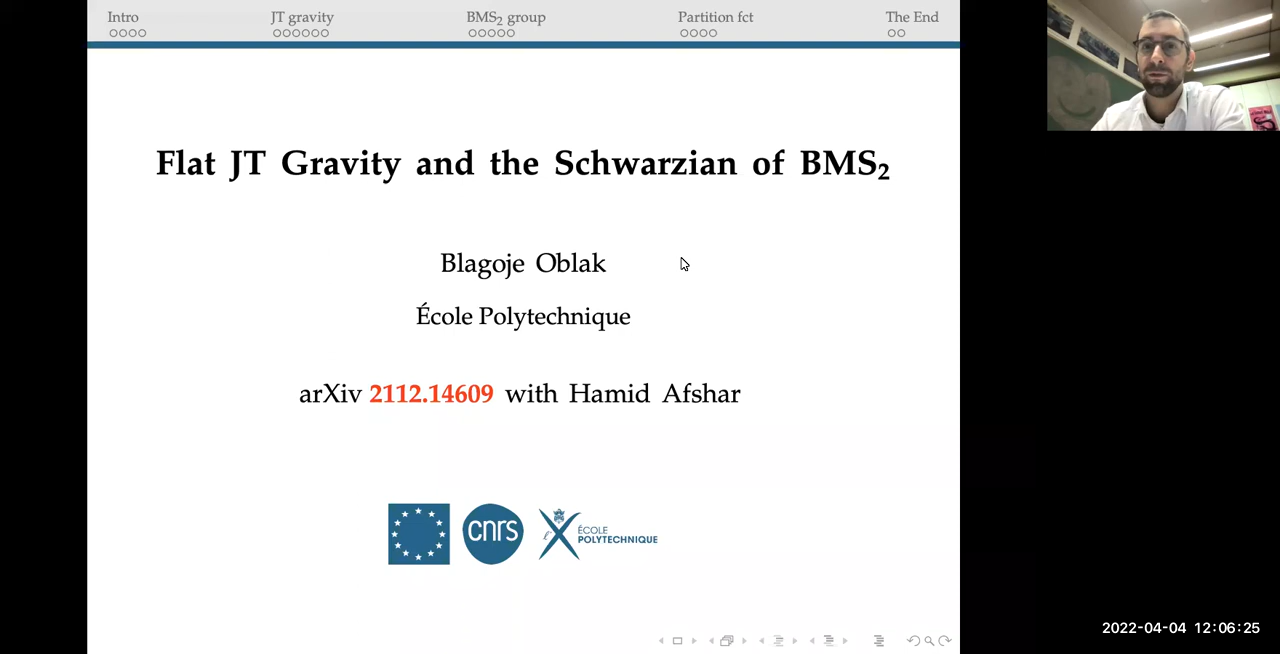 Intro JT gravity BMS₂ group Partition fct The End
Flat JT Gravity and the Schwarzian of BMS₂
Blagoje Oblak
École Polytechnique
arXiv 2112.14609 with Hamid Afshar
cnrs
ÉCOLE
POLYTECHNIQUE
2022-04-04 12:06:25